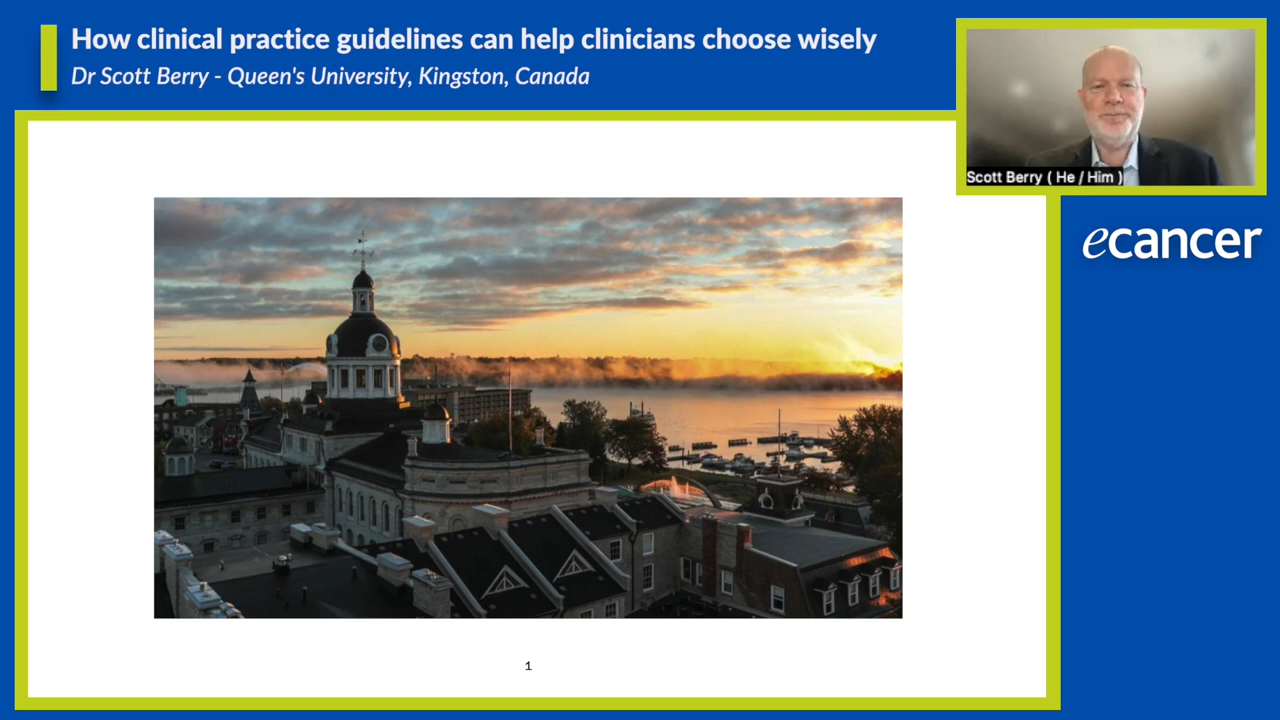 How clinical practice guidelines can help clinicians choose wisely
Dr Scott Berry - Queen's University, Kingston, Canada
Scott Berry ( He / Him )
ecancer
1